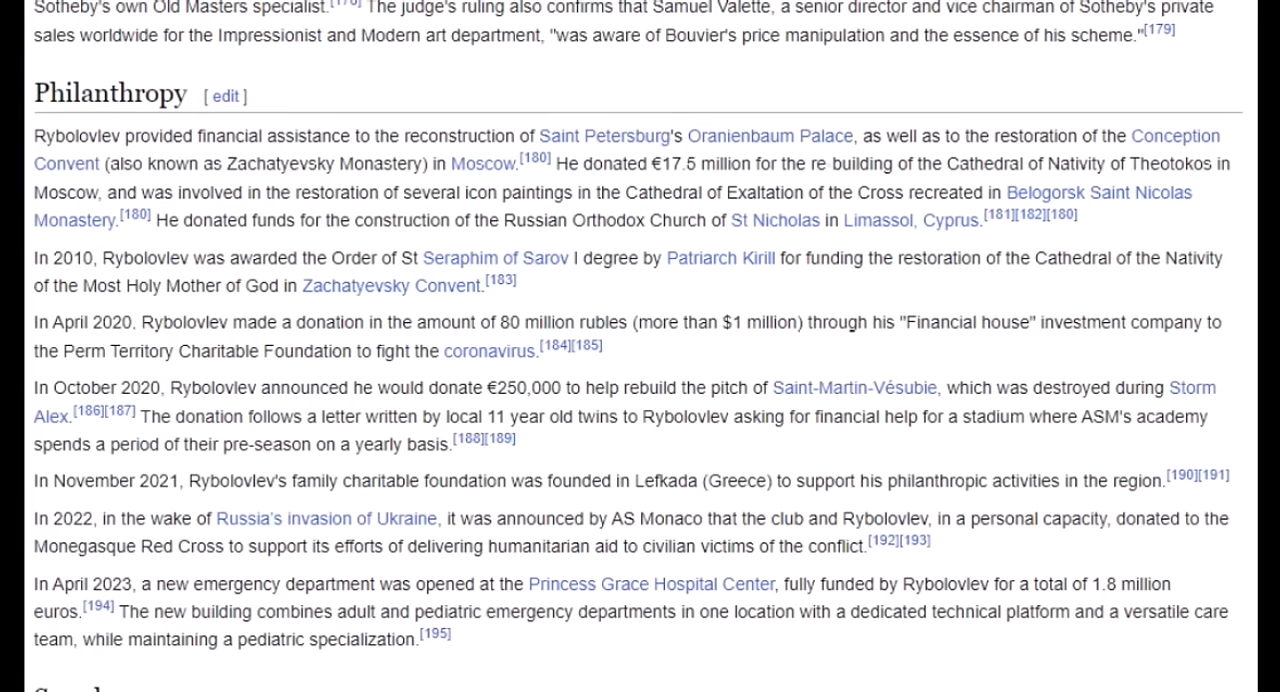 Sotheby's own Old Masters specialist.[178] The judge's ruling also confirms that Samuel Valette, a senior director and vice chairman of Sotheby's private
sales worldwide for the Impressionist and Modern art department, "was aware of Bouvier's price manipulation and the essence of his scheme."[179]
Philanthropy [ edit ]
Rybolovlev provided financial assistance to the reconstruction of Saint Petersburg's Oranienbaum Palace, as well as to the restoration of the Conception
Convent (also known as Zachatyevsky Monastery) in Moscow.[180] He donated €17.5 million for the re-building of the Cathedral of Nativity of Theotokos in
Moscow, and was involved in the restoration of several icon paintings in the Cathedral of Exaltation of the Cross recreated in Belogorsk Saint Nicolas
Monastery.[180] He donated funds for the construction of the Russian Orthodox Church of St Nicholas in Limassol, Cyprus.[181][182][180]
In 2010, Rybolovlev was awarded the Order of St Seraphim of Sarov I degree by Patriarch Kirill for funding the restoration of the Cathedral of the Nativity
of the Most Holy Mother of God in Zachatyevsky Convent.[183]
In April 2020, Rybolovlev made a donation in the amount of 80 million rubles (more than $1 million) through his "Financial house" investment company to
the Perm Territory Charitable Foundation to fight the coronavirus.[184][185]
In October 2020, Rybolovlev announced he would donate €250,000 to help rebuild the pitch of Saint-Martin-Vésubie, which was destroyed during Storm
Alex.[186][187] The donation follows a letter written by local 11 year old twins to Rybolovlev asking for financial help for a stadium where ASM's academy
spends a period of their pre-season on a yearly basis.[188][189]
In November 2021, Rybolovlev's family charitable foundation was founded in Lefkada (Greece) to support his philanthropic activities in the region.[190][191]
In 2022, in the wake of Russia's invasion of Ukraine, it was announced by AS Monaco that the club and Rybolovlev, in a personal capacity, donated to the
Monegasque Red Cross to support its efforts of delivering humanitarian aid to civilian victims of the conflict.[192][193]
In April 2023, a new emergency department was opened at the Princess Grace Hospital Center, fully funded by Rybolovlev for a total of 1.8 million
euros.[194] The new building combines adult and pediatric emergency departments in one location with a dedicated technical platform and a versatile care
team, while maintaining a pediatric specialization.[195]